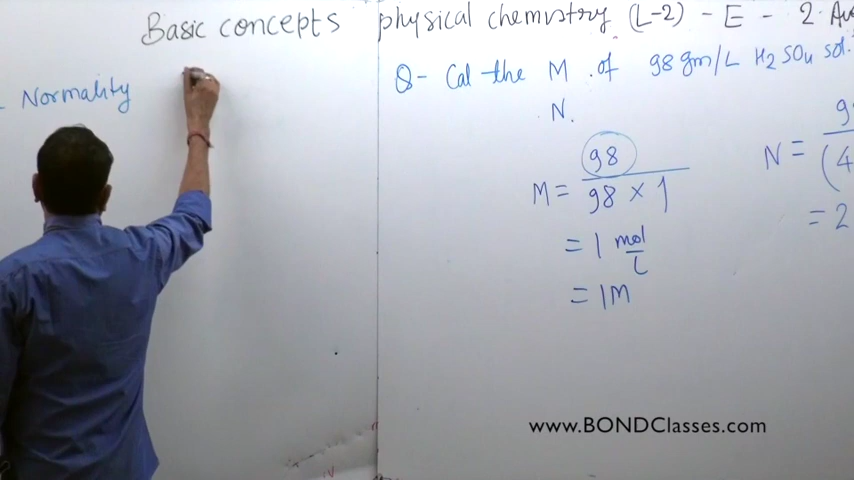 Basic concepts physical chemistry (L-2) - E - 2. Av
- Normality
Q- Cal the M of 98 gm/L H2SO4 sol.
N.
M = 98
98 × 1
= 1 mol
L
= 1M
N = 9
(4
= 2
www.BONDClasses.com